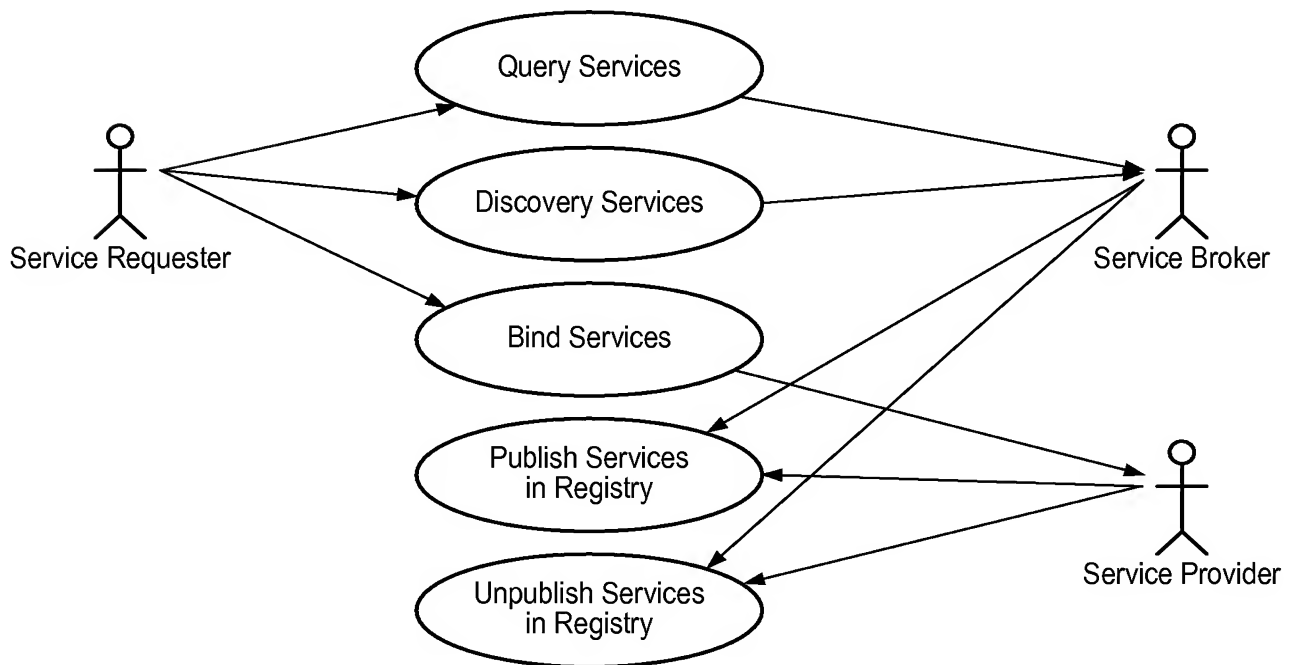 Query Services
Discovery Services
Service Requester
Service Broker
Bind Services
Publish Services
in Registry
Service Provider
Unpublish Services
in Registry